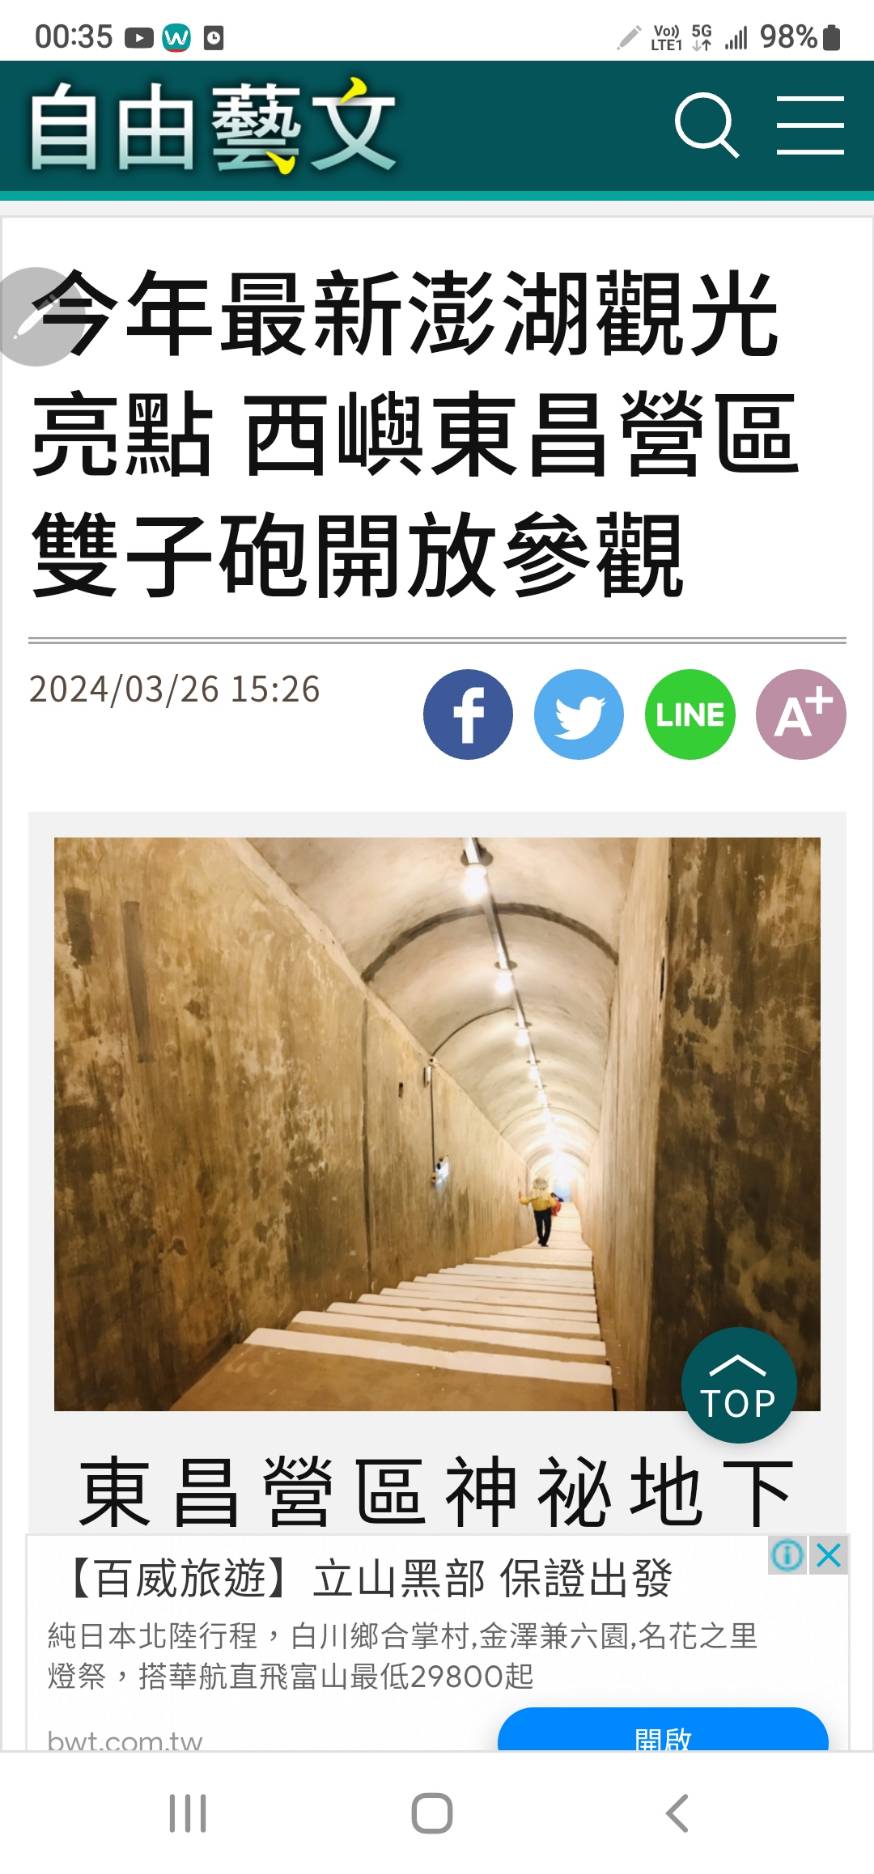 00:35
Vo)) LTE1 5G 98%
自由藝文
今年最新澎湖觀光
亮點 西嶼東昌營區
雙子砲開放參觀
2024/03/26 15:26
f LINE A+
TOP
東昌營區神祕地下
【百威旅遊】立山黑部 保證出發
純日本北陸行程，白川鄉合掌村,金澤兼六園,名花之里
燈祭，搭華航直飛富山最低29800起
bwt.com.tw
開啟